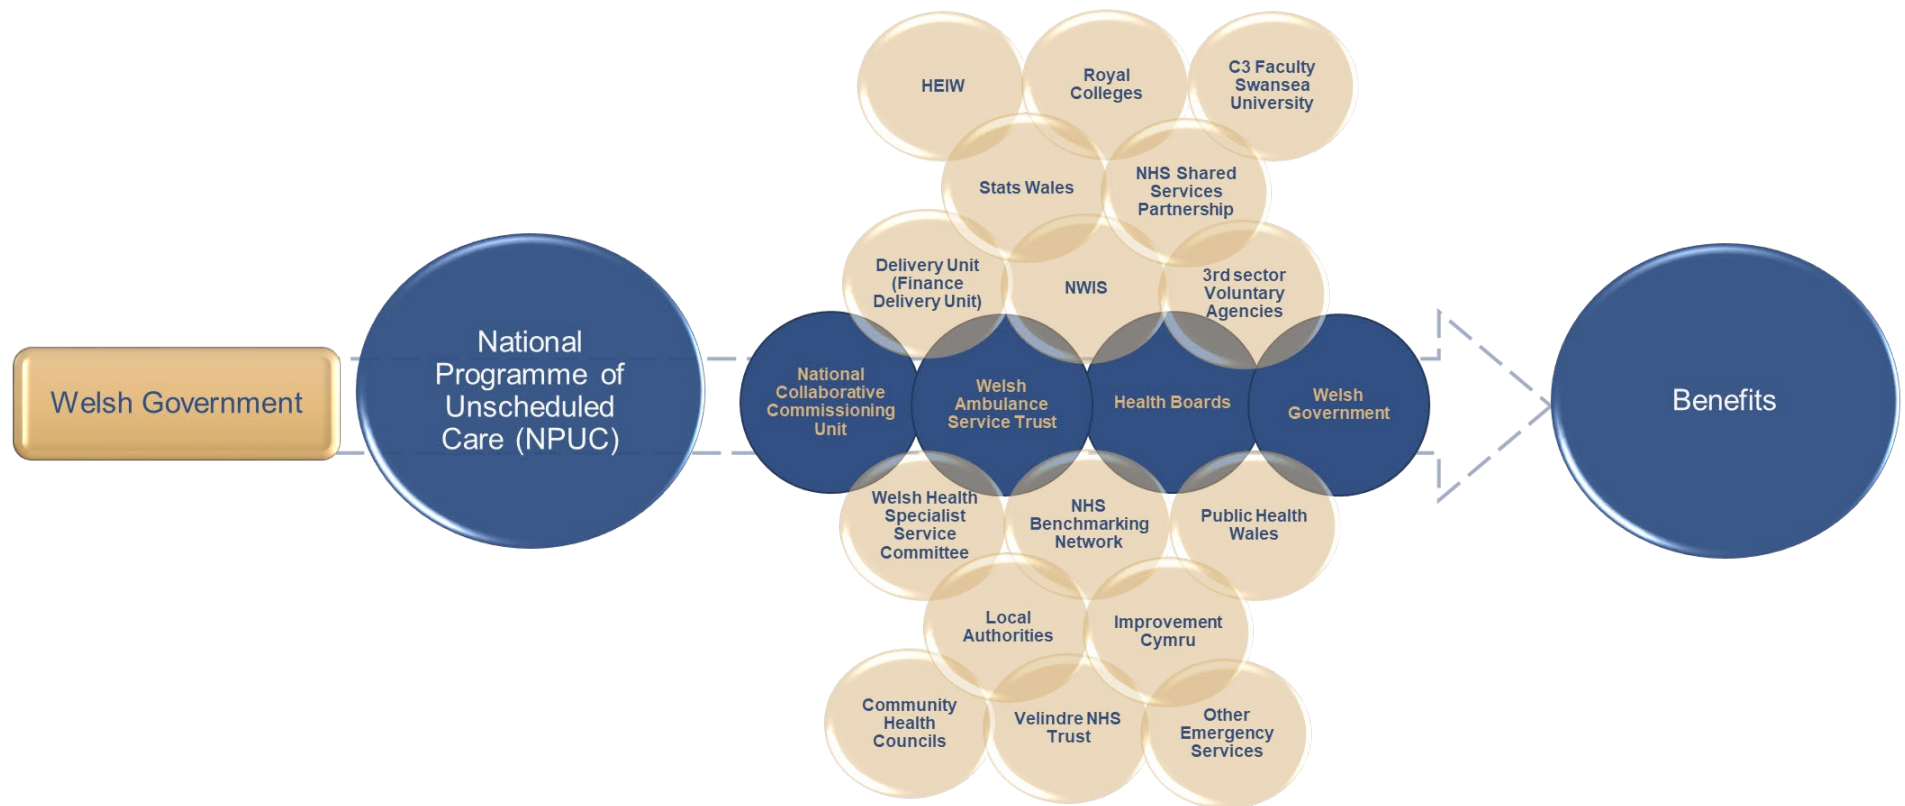 Welsh Government
National
Programme of
Unscheduled
Care (NPUC)
HEIW
Royal
Colleges
C3 Faculty
Swansea
University
Stats Wales
NHS Shared
Services
Partnership
Delivery Unit
(Finance
Delivery Unit)
NWIS
3rd sector
Voluntary
Agencies
National
Collaborative
Commissioning
Unit
Welsh
Ambulance
Service Trust
Health Boards
Welsh
Government
Welsh Health
Specialist
Service
Committee
NHS
Benchmarking
Network
Public Health
Wales
Local
Authorities
Improvement
Cymru
Community
Health
Councils
Velindre NHS
Trust
Other
Emergency
Services
Benefits